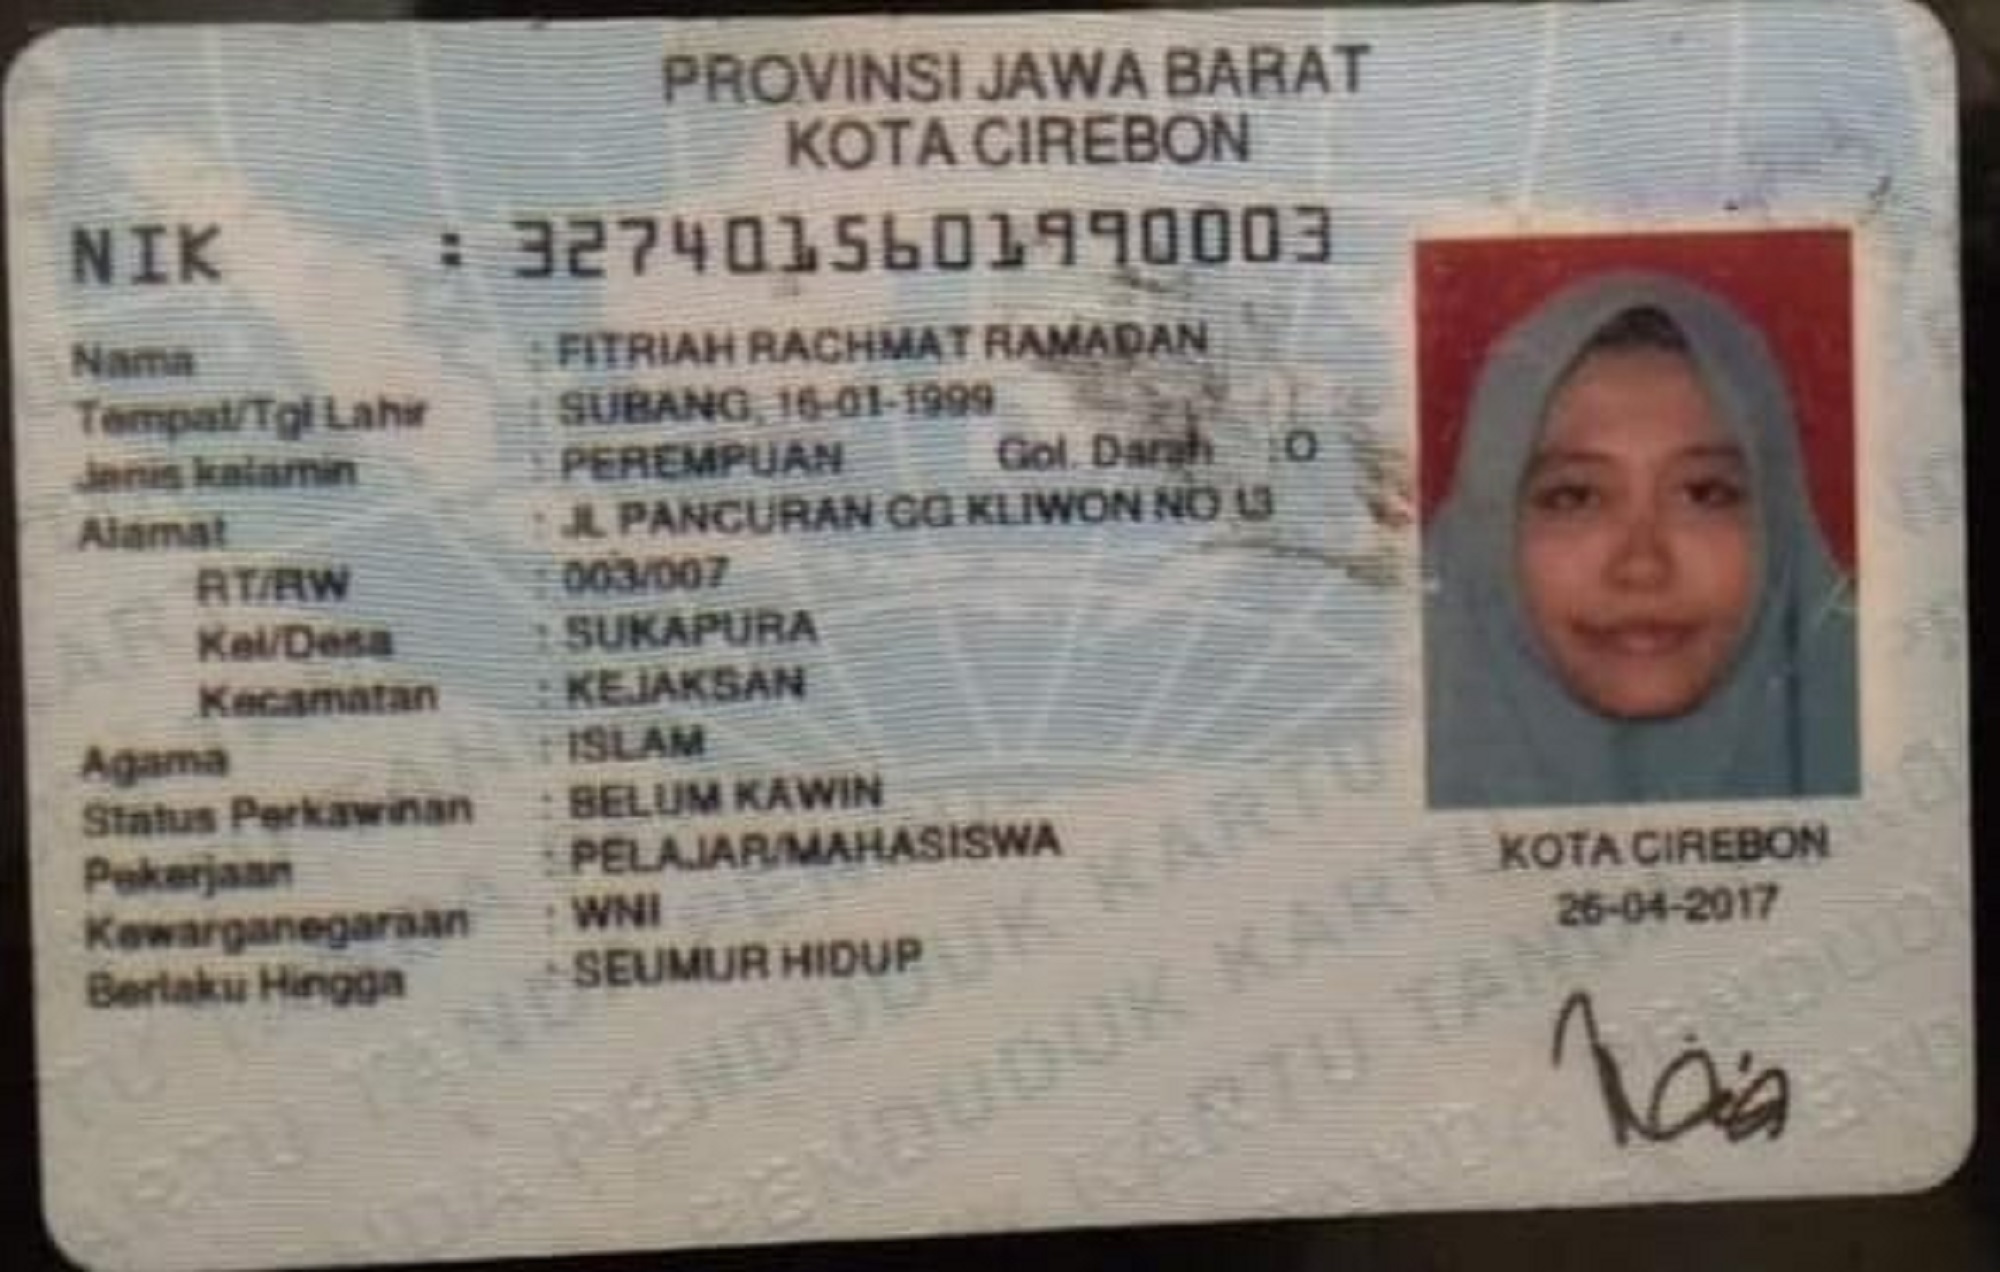 PROVINSI JAWA BARAT
KOTA CIREBON
NIK : 3274015601990003
Nama : FITRIAH RACHMAT RAMADAN
Tempat/Tgl Lahir : SUBANG, 16-01-1999
Jenis kelamin : PEREMPUAN Gol. Darah : O
Alamat : JL PANCURAN GG KLIWON NO 13
RT/RW : 003/007
Kel/Desa : SUKAPURA
Kecamatan : KEJAKSAN
Agama : ISLAM
Status Perkawinan : BELUM KAWIN
Pekerjaan : PELAJAR/MAHASISWA
Kewarganegaraan : WNI
Berlaku Hingga : SEUMUR HIDUP
KOTA CIREBON
26-04-2017